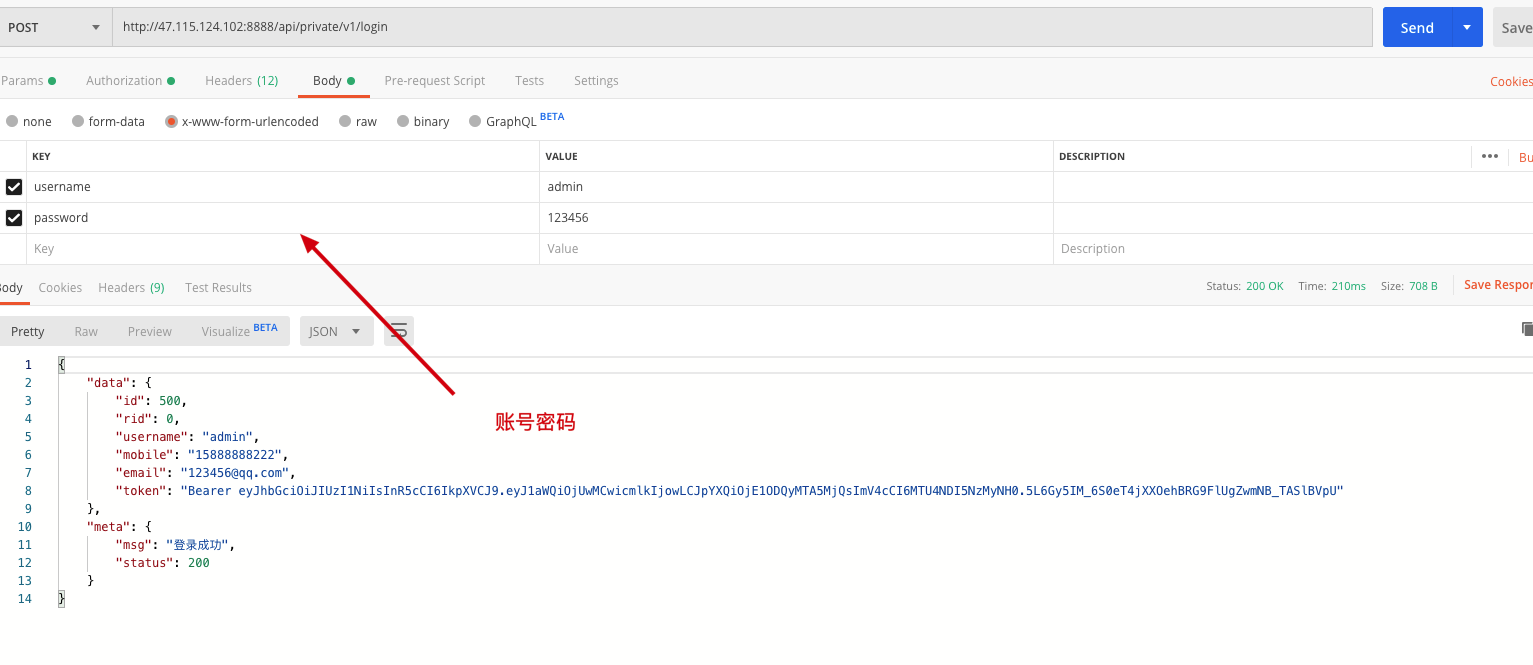 POST http://47.115.124.102:8888/api/private/v1/login Send Save
Params Authorization Headers (12) Body Pre-request Script Tests Settings Cookies
none form-data x-www-form-urlencoded raw binary GraphQL BETA
KEY VALUE DESCRIPTION ••• Bu
username admin
password 123456
Key Value Description
Body Cookies Headers (9) Test Results Status: 200 OK Time: 210ms Size: 708 B Save Respon
Pretty Raw Preview Visualize BETA JSON
1 {
2 "data": {
3 "id": 500,
4 "rid": 0,
5 "username": "admin",
账号密码
6 "mobile": "15888888222",
7 "email": "123456@qq.com",
8 "token": "Bearer eyJhbGciOiJIUzI1NiIsInR5cCI6IkpXVCJ9.eyJ1aWQiOjUwMCwicmlkIjowLCJpYXQiOjE1ODQyMTA5MjQsImV4cCI6MTU4NDI5NzMyNH0.5L6Gy5IM_6S0eT4jXXOehBRG9FlUgZwmNB_TASlBVpU"
9 },
10 "meta": {
11 "msg": "登录成功",
12 "status": 200
13 }
14 }